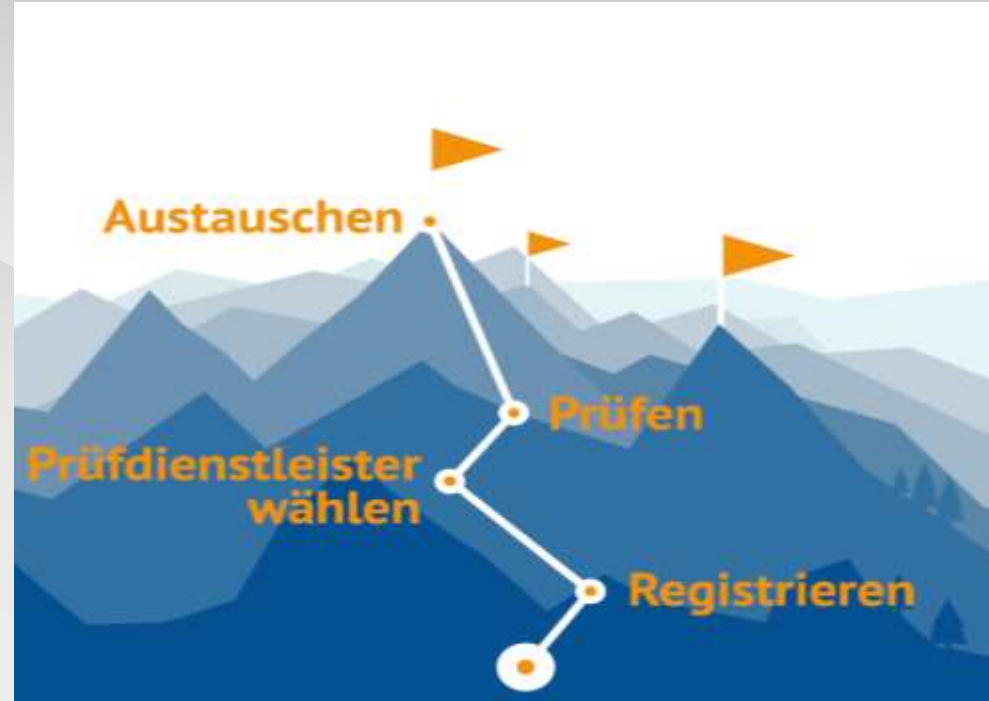 Austauschen
Prüfen
Prüfdienstleister
wählen
Registrieren